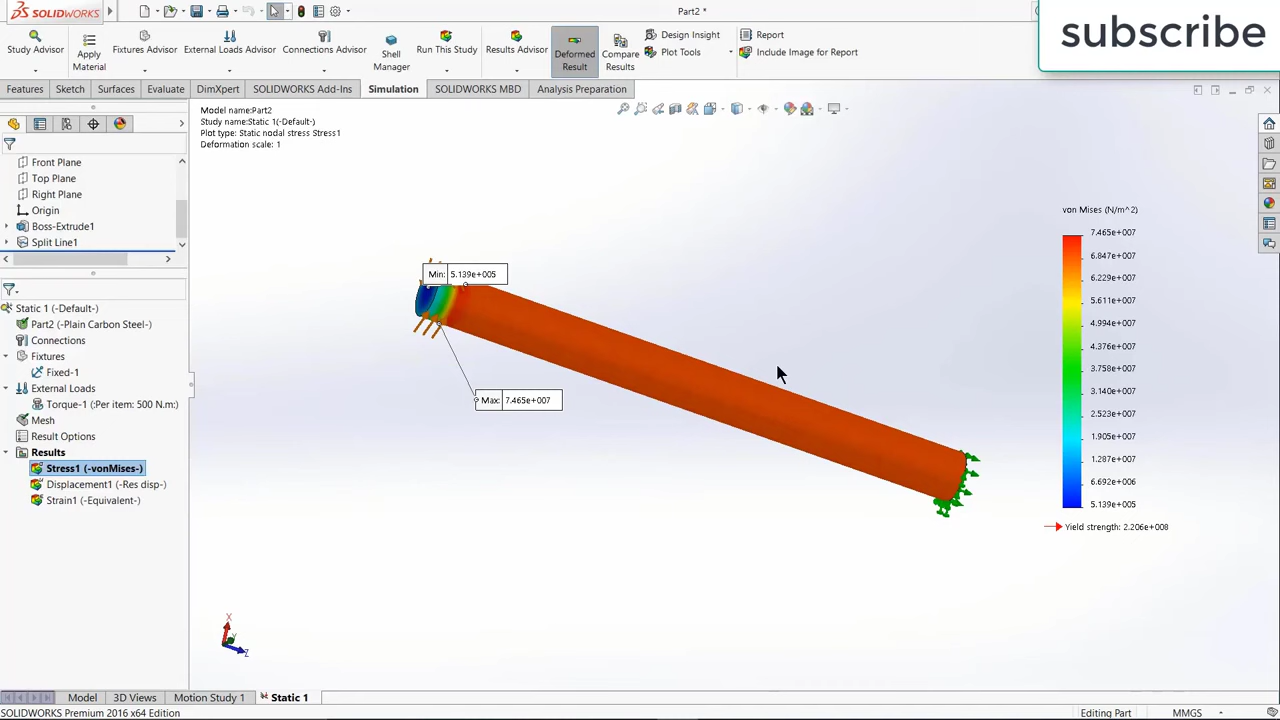 SOLIDWORKS
Part2 *
subscribe
Study Advisor
Apply Material
Fixtures Advisor
External Loads Advisor
Connections Advisor
Shell Manager
Run This Study
Results Advisor
Deformed Result
Compare Results
Design Insight
Plot Tools
Report
Include Image for Report
Features
Sketch
Surfaces
Evaluate
DimXpert
SOLIDWORKS Add-Ins
Simulation
SOLIDWORKS MBD
Analysis Preparation
Model name:Part2
Study name:Static 1(-Default-)
Plot type: Static nodal stress Stress1
Deformation scale: 1
Front Plane
Top Plane
Right Plane
Origin
Boss-Extrude1
Split Line1
Static 1 (-Default-)
Part2 (-Plain Carbon Steel-)
Connections
Fixtures
Fixed-1
External Loads
Torque-1 (:Per item: 500 N.m:)
Mesh
Result Options
Results
Stress1 (-vonMises-)
Displacement1 (-Res disp-)
Strain1 (-Equivalent-)
Min: 5.139e+005
Max: 7.465e+007
von Mises (N/m^2)
7.465e+007
6.847e+007
6.229e+007
5.611e+007
4.994e+007
4.376e+007
3.758e+007
3.140e+007
2.523e+007
1.905e+007
1.287e+007
6.692e+006
5.139e+005
Yield strength: 2.206e+008
X
Y
Z
Model
3D Views
Motion Study 1
Static 1
SOLIDWORKS Premium 2016 x64 Edition
Editing Part
MMGS